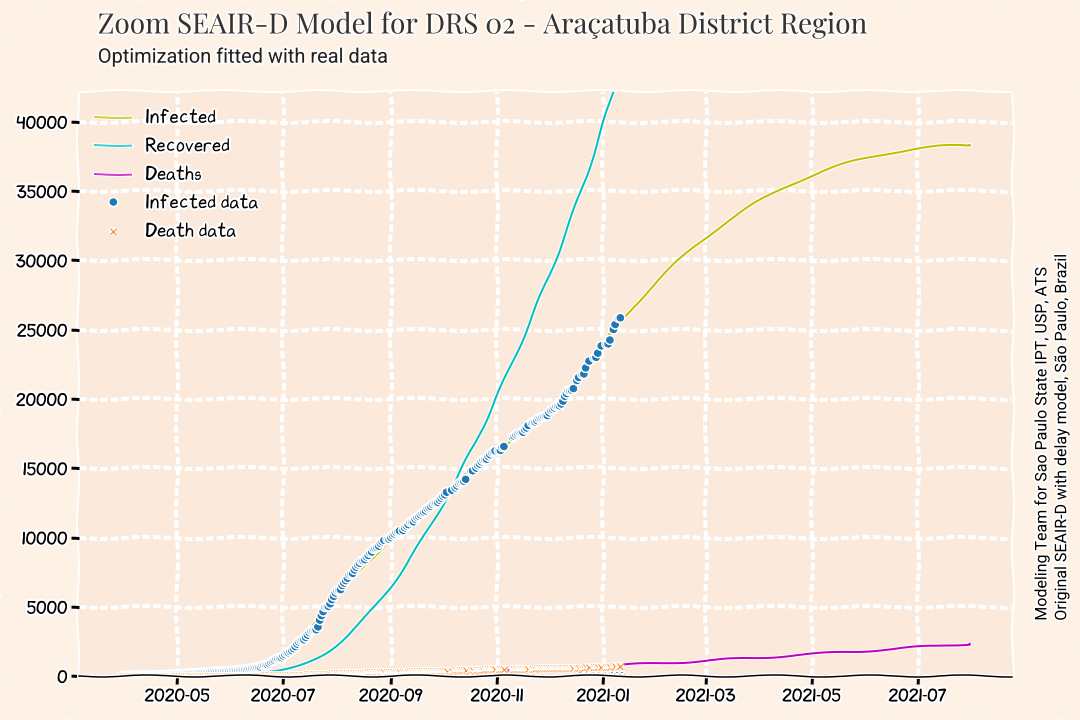 Zoom SEAIR-D Model for DRS 02 - Araçatuba District Region
Optimization fitted with real data
Infected
Recovered
Deaths
Infected data
Death data
40000
35000
30000
25000
20000
15000
10000
5000
0
2020-05
2020-07
2020-09
2020-11
2021-01
2021-03
2021-05
2021-07
Modeling Team for Sao Paulo State IPT, USP, ATS
Original SEAIR-D with delay model, São Paulo, Brazil